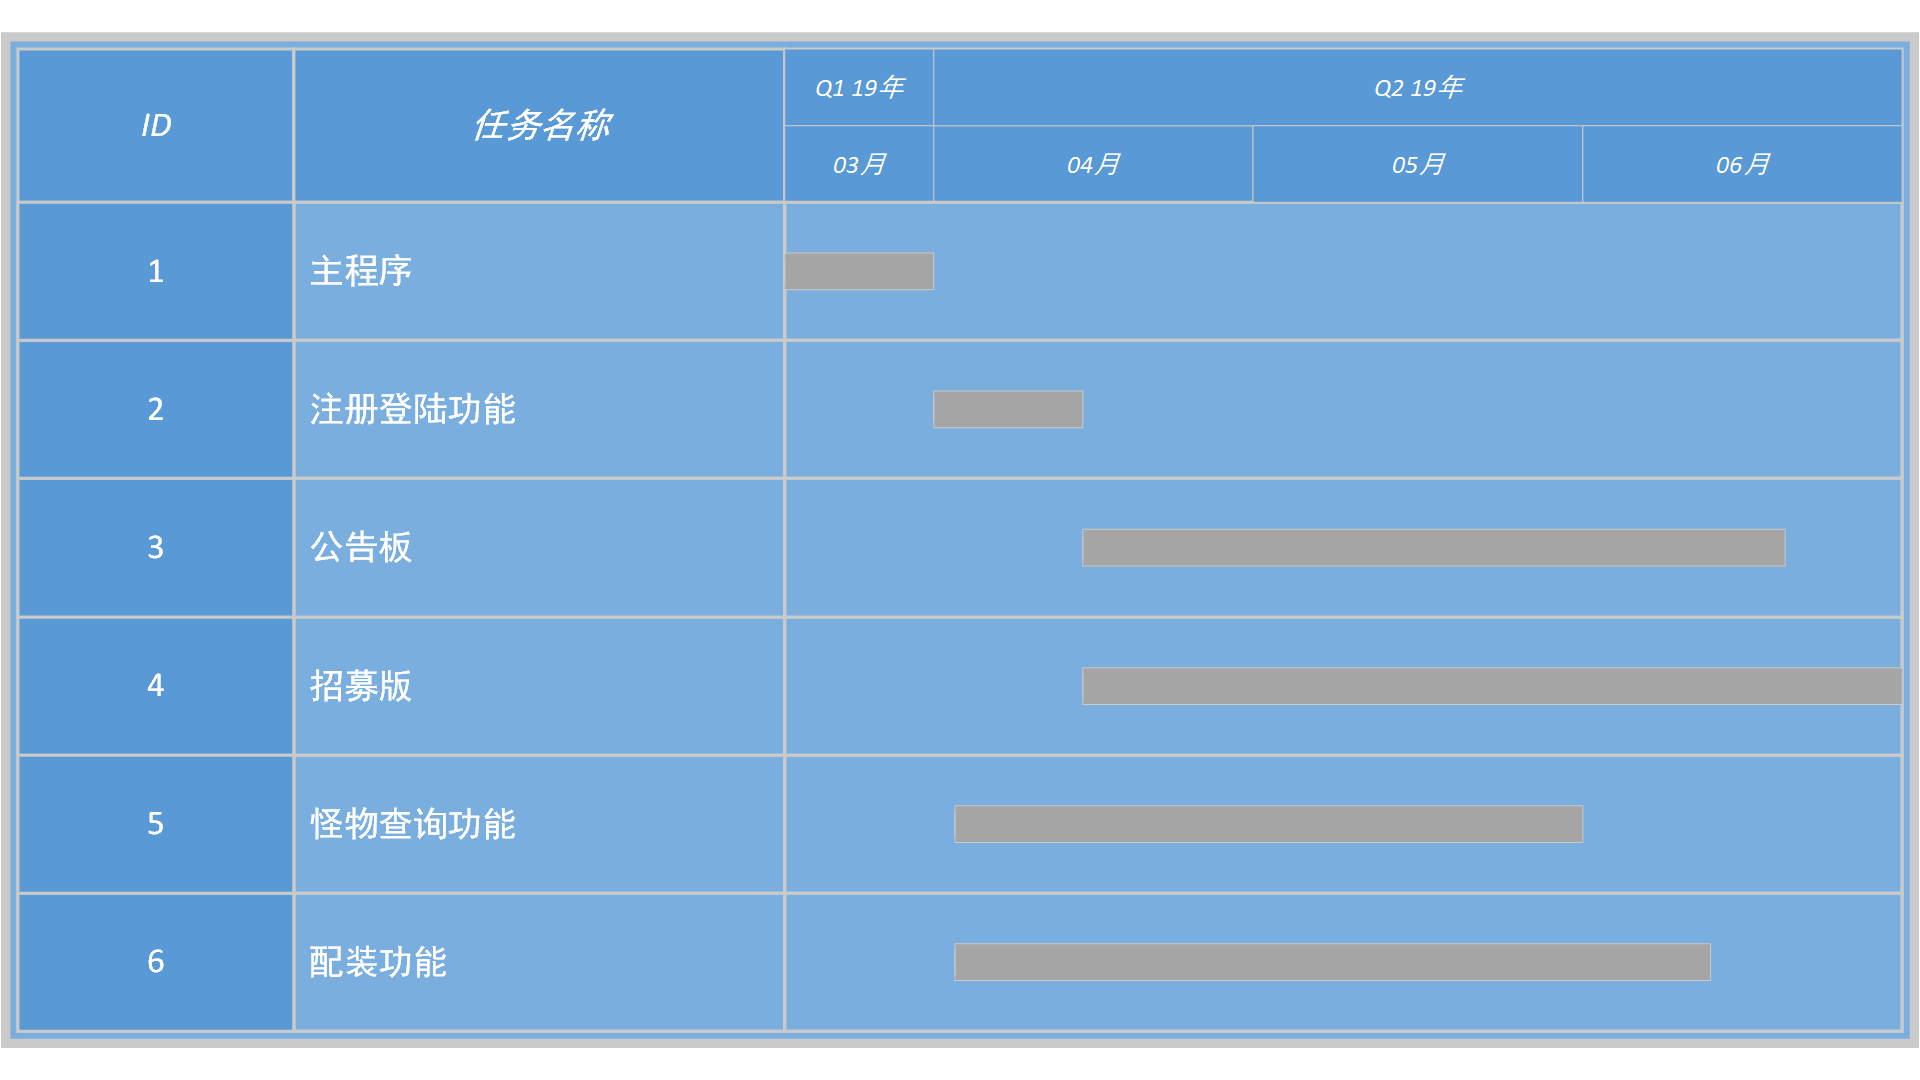 ID
任务名称
Q1 19年
Q2 19年
03月
04月
05月
06月
1
主程序
2
注册登陆功能
3
公告板
4
招募版
5
怪物查询功能
6
配装功能